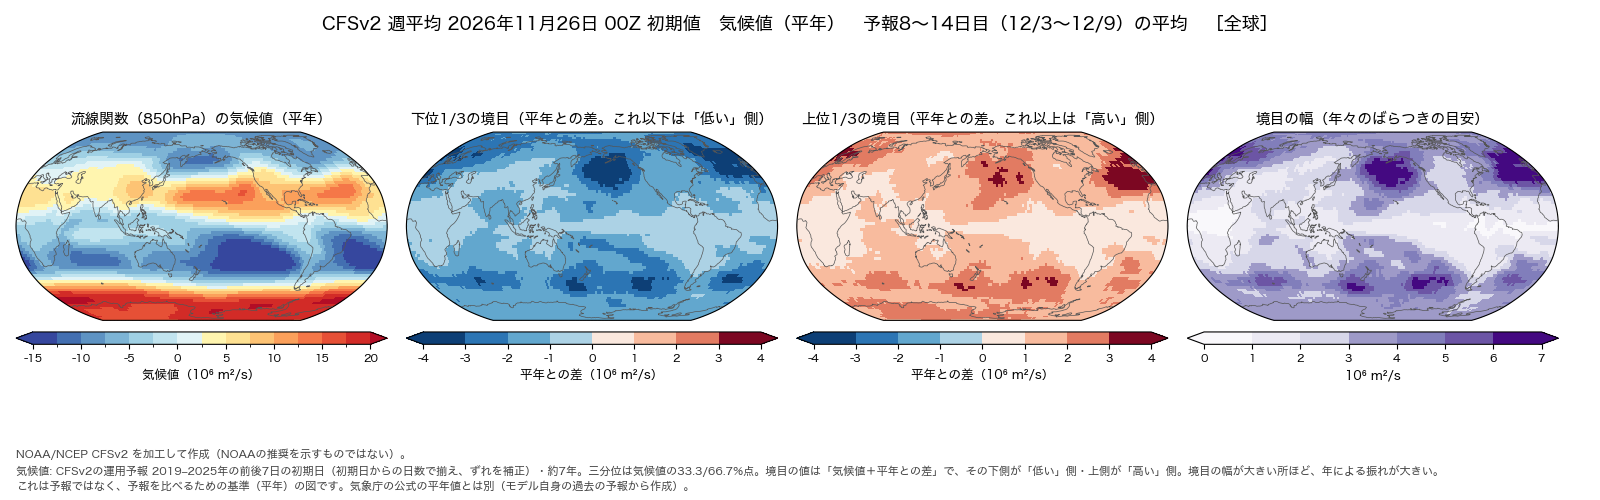 CFSv2 週平均 2026年11月26日 00Z 初期値　気候値（平年）　予報8～14日目（12/3～12/9）の平均　［全球］
流線関数（850hPa）の気候値（平年）
下位1/3の境目（平年との差。これ以下は「低い」側）
上位1/3の境目（平年との差。これ以上は「高い」側）
境目の幅（年々のばらつきの目安）
-15 -10 -5 0 5 10 15 20
-4 -3 -2 -1 0 1 2 3 4
-4 -3 -2 -1 0 1 2 3 4
0 1 2 3 4 5 6 7
気候値（10⁶ m²/s）
平年との差（10⁶ m²/s）
平年との差（10⁶ m²/s）
10⁶ m²/s
NOAA/NCEP CFSv2 を加工して作成（NOAAの推奨を示すものではない）。
気候値: CFSv2の運用予報 2019–2025年の前後7日の初期日（初期日からの日数で揃え、ずれを補正）・約7年。三分位は気候値の33.3/66.7%点。境目の値は「気候値＋平年との差」で、その下側が「低い」側・上側が「高い」側。境目の幅が大きい所ほど、年による振れが大きい。
これは予報ではなく、予報を比べるための基準（平年）の図です。気象庁の公式の平年値とは別（モデル自身の過去の予報から作成）。